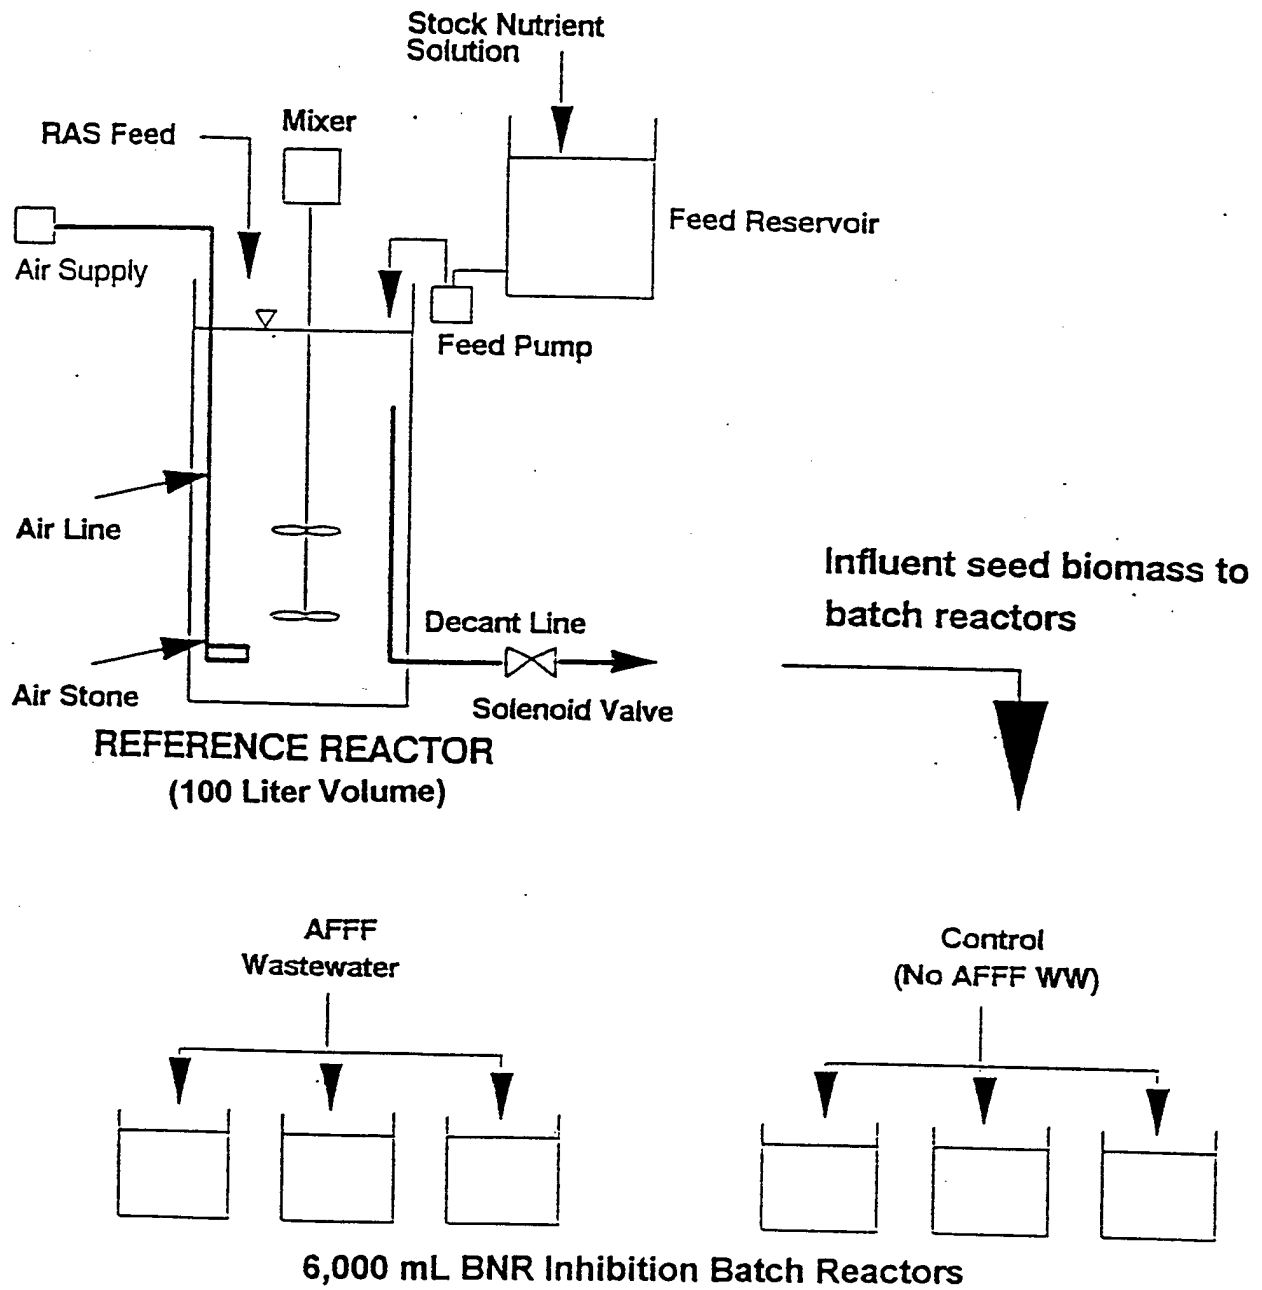 Stock Nutrient
Solution
Mixer
RAS Feed
Feed Reservoir
Air Supply
Feed Pump
Air Line
Influent seed biomass to
batch reactors
Decant Line
Air Stone
Solenoid Valve
REFERENCE REACTOR
(100 Liter Volume)
AFFF
Wastewater
Control
(No AFFF WW)
6,000 mL BNR Inhibition Batch Reactors